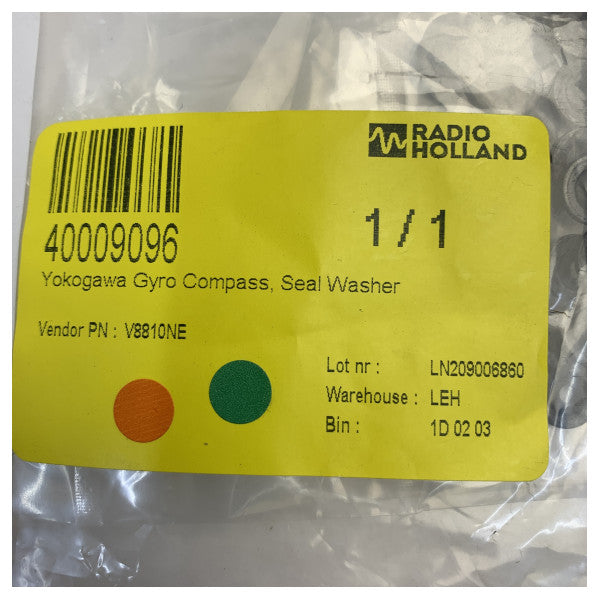 RADIO
HOLLAND
40009096
1 / 1
Yokogawa Gyro Compass, Seal Washer
Vendor PN : V8810NE
Lot nr : LN209006860
Warehouse : LEH
Bin : 1D 02 03